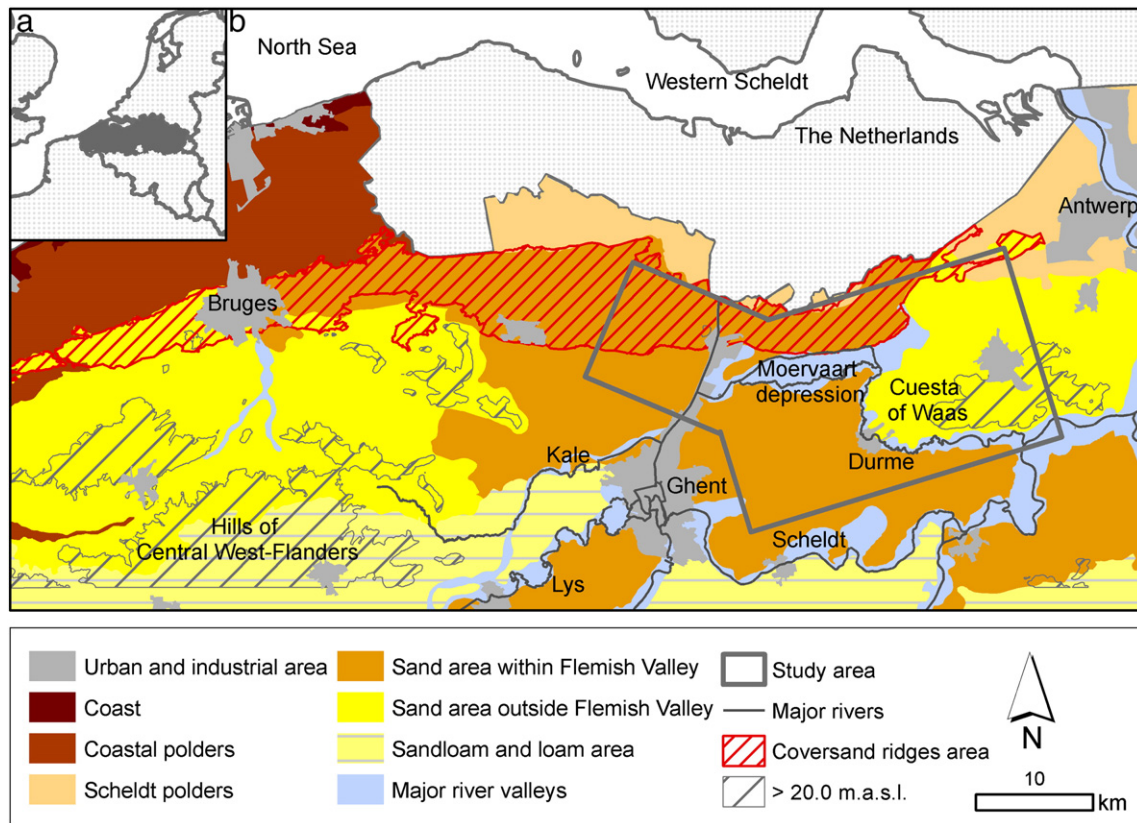 a
b
North Sea
Western Scheldt
The Netherlands
Antwerp
Bruges
Moervaart
depression
Cuesta
of Waas
Kale
Durme
Ghent
Hills of
Central West-Flanders
Scheldt
Lys
Urban and industrial area
Coast
Coastal polders
Scheldt polders
Sand area within Flemish Valley
Sand area outside Flemish Valley
Sandloam and loam area
Major river valleys
Study area
Major rivers
Coversand ridges area
> 20.0 m.a.s.l.
N
10
km